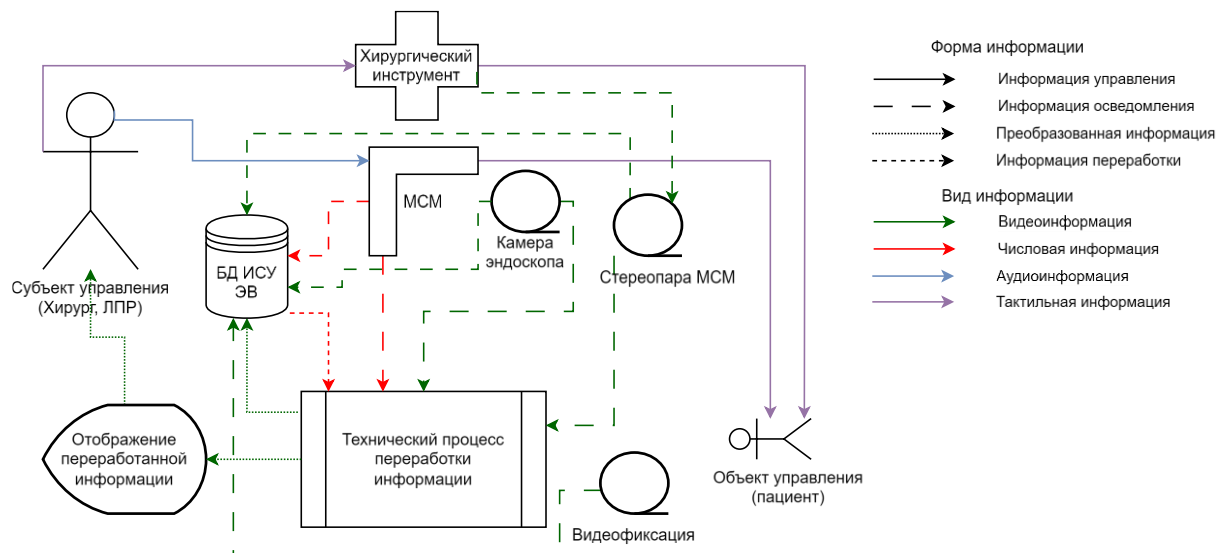 Хирургический
инструмент
МСМ
Камера
эндоскопа
Стереопара МСМ
БД ИСУ
ЭВ
Субъект управления
(Хирург, ЛПР)
Отображение
переработанной
информации
Технический процесс
переработки
информации
Видеофиксация
Объект управления
(пациент)
Форма информации
Информация управления
Информация осведомления
Преобразованная информация
Информация переработки
Вид информации
Видеоинформация
Числовая информация
Аудиоинформация
Тактильная информация